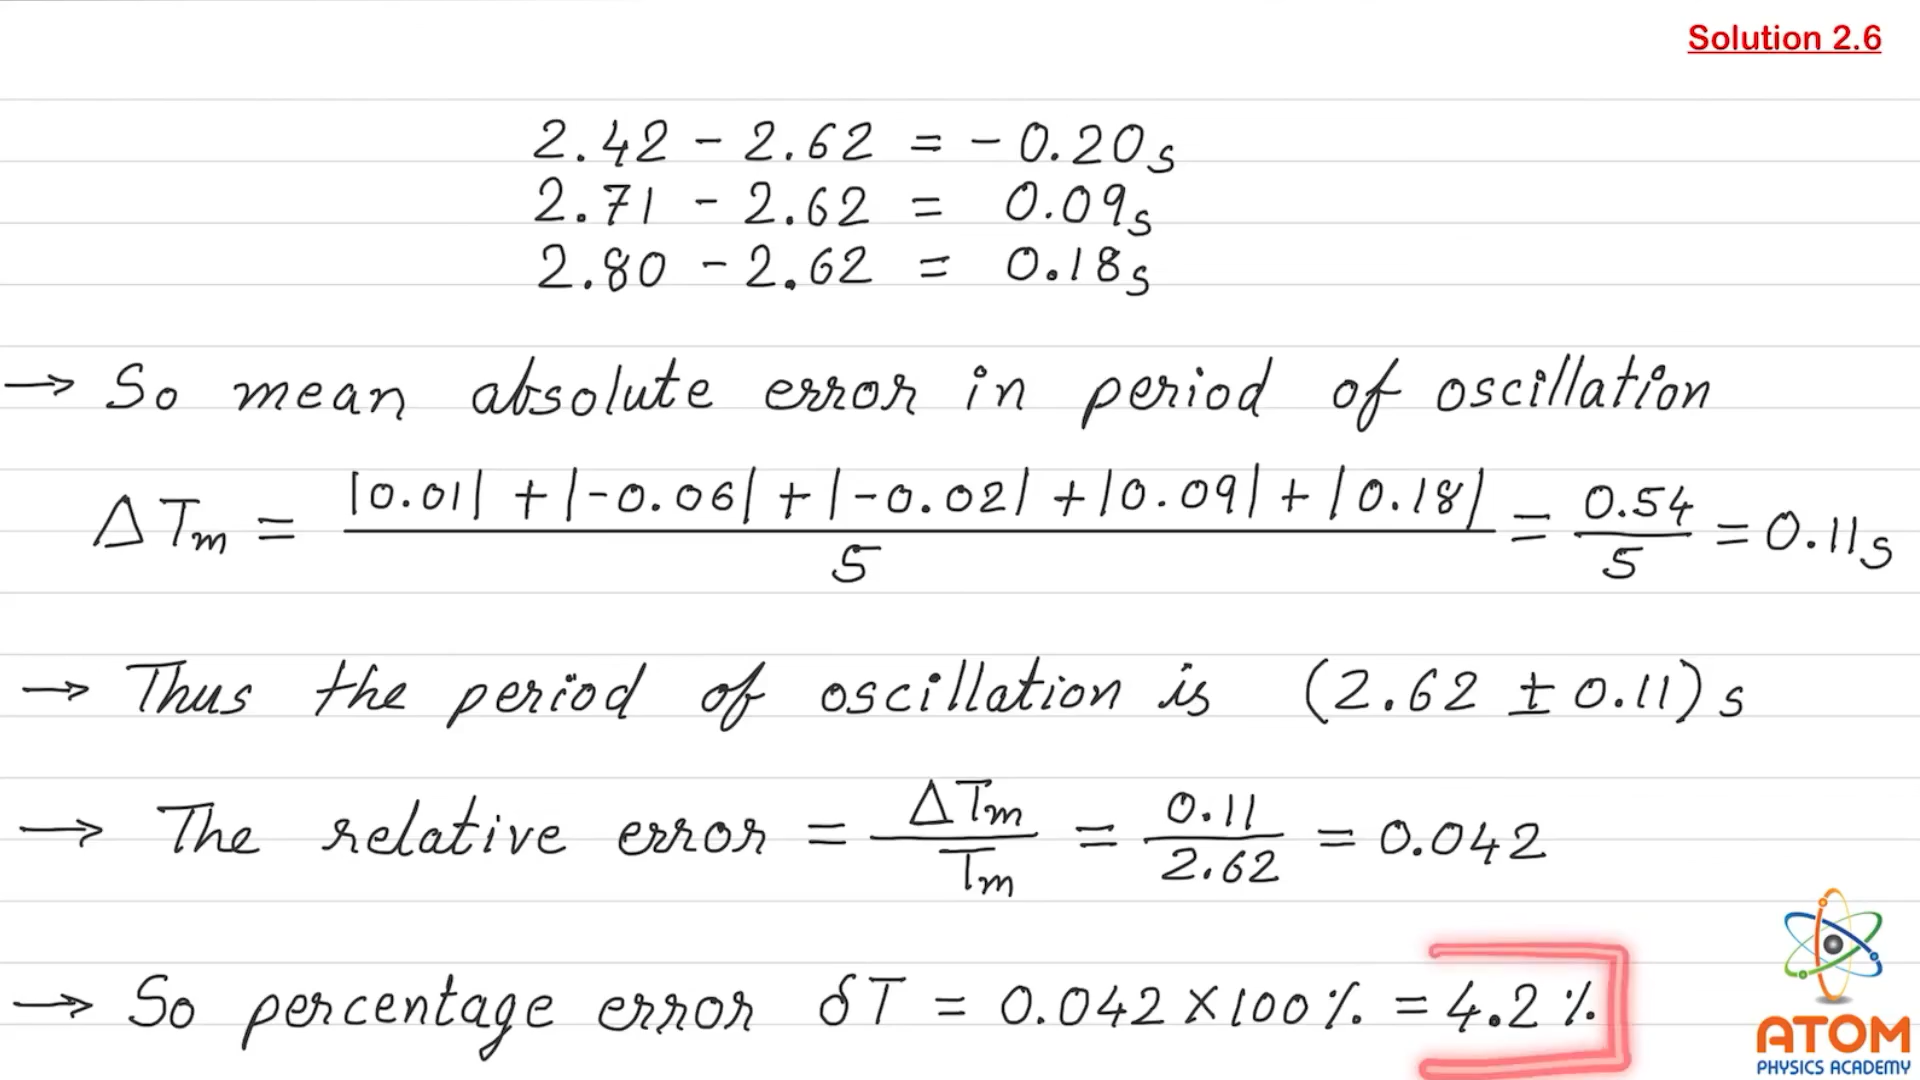 Solution 2.6
2.42 - 2.62 = - 0.20s
2.71 - 2.62 = 0.09s
2.80 - 2.62 = 0.18s
→ So mean absolute error in period of oscillation
ΔTm = (|0.01| + |-0.06| + |-0.02| + |0.09| + |0.18|)/5 = 0.54/5 = 0.11s
→ Thus the period of oscillation is (2.62 ± 0.11) s
→ The relative error = ΔTm/Tm = 0.11/2.62 = 0.042
→ So percentage error δT = 0.042 × 100 % = 4.2 %
ATOM
PHYSICS ACADEMY